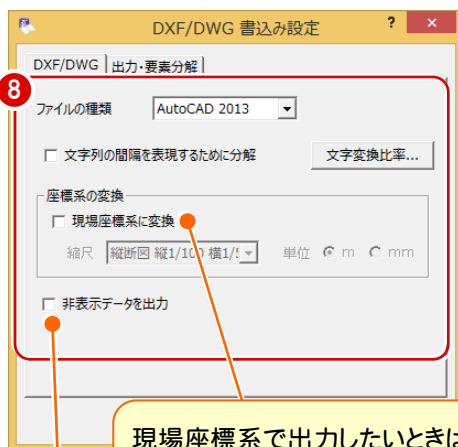 DXF/DWG 書込み設定 ? ×
DXF/DWG 出力・要素分解
8
ファイルの種類 AutoCAD 2013
文字列の間隔を表現するために分解 文字変換比率...
座標系の変換
現場座標系に変換
縮尺 縦断図 縦1/100 横1/ 単位 m mm
非表示データを出力
現場座標系で出力したいときは